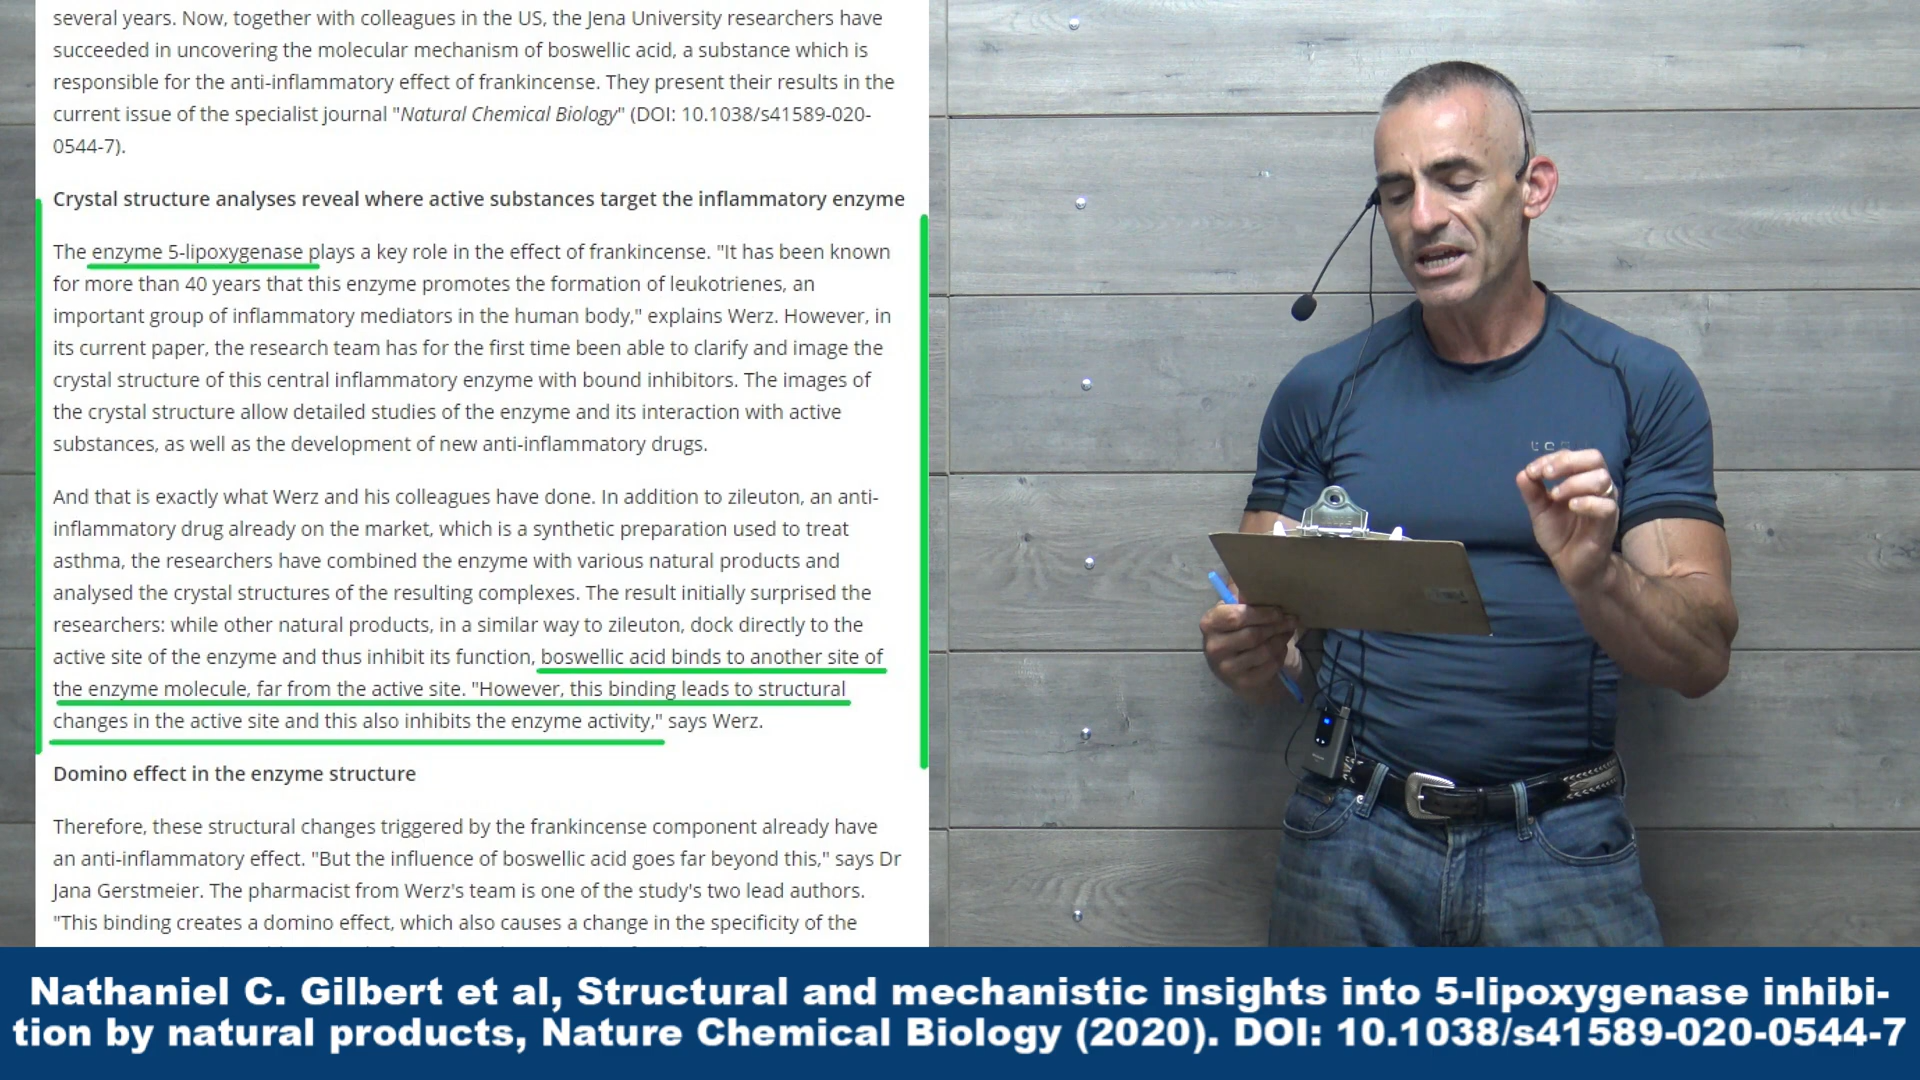 several years. Now, together with colleagues in the US, the Jena University researchers have
succeeded in uncovering the molecular mechanism of boswellic acid, a substance which is
responsible for the anti-inflammatory effect of frankincense. They present their results in the
current issue of the specialist journal "Natural Chemical Biology" (DOI: 10.1038/s41589-020-
0544-7).
Crystal structure analyses reveal where active substances target the inflammatory enzyme
The enzyme 5-lipoxygenase plays a key role in the effect of frankincense. "It has been known
for more than 40 years that this enzyme promotes the formation of leukotrienes, an
important group of inflammatory mediators in the human body," explains Werz. However, in
its current paper, the research team has for the first time been able to clarify and image the
crystal structure of this central inflammatory enzyme with bound inhibitors. The images of
the crystal structure allow detailed studies of the enzyme and its interaction with active
substances, as well as the development of new anti-inflammatory drugs.
And that is exactly what Werz and his colleagues have done. In addition to zileuton, an anti-
inflammatory drug already on the market, which is a synthetic preparation used to treat
asthma, the researchers have combined the enzyme with various natural products and
analysed the crystal structures of the resulting complexes. The result initially surprised the
researchers: while other natural products, in a similar way to zileuton, dock directly to the
active site of the enzyme and thus inhibit its function, boswellic acid binds to another site of
the enzyme molecule, far from the active site. "However, this binding leads to structural
changes in the active site and this also inhibits the enzyme activity," says Werz.
Domino effect in the enzyme structure
Therefore, these structural changes triggered by the frankincense component already have
an anti-inflammatory effect. "But the influence of boswellic acid goes far beyond this," says Dr
Jana Gerstmeier. The pharmacist from Werz's team is one of the study's two lead authors.
"This binding creates a domino effect, which also causes a change in the specificity of the
Nathaniel C. Gilbert et al, Structural and mechanistic insights into 5-lipoxygenase inhibi-
tion by natural products, Nature Chemical Biology (2020). DOI: 10.1038/s41589-020-0544-7